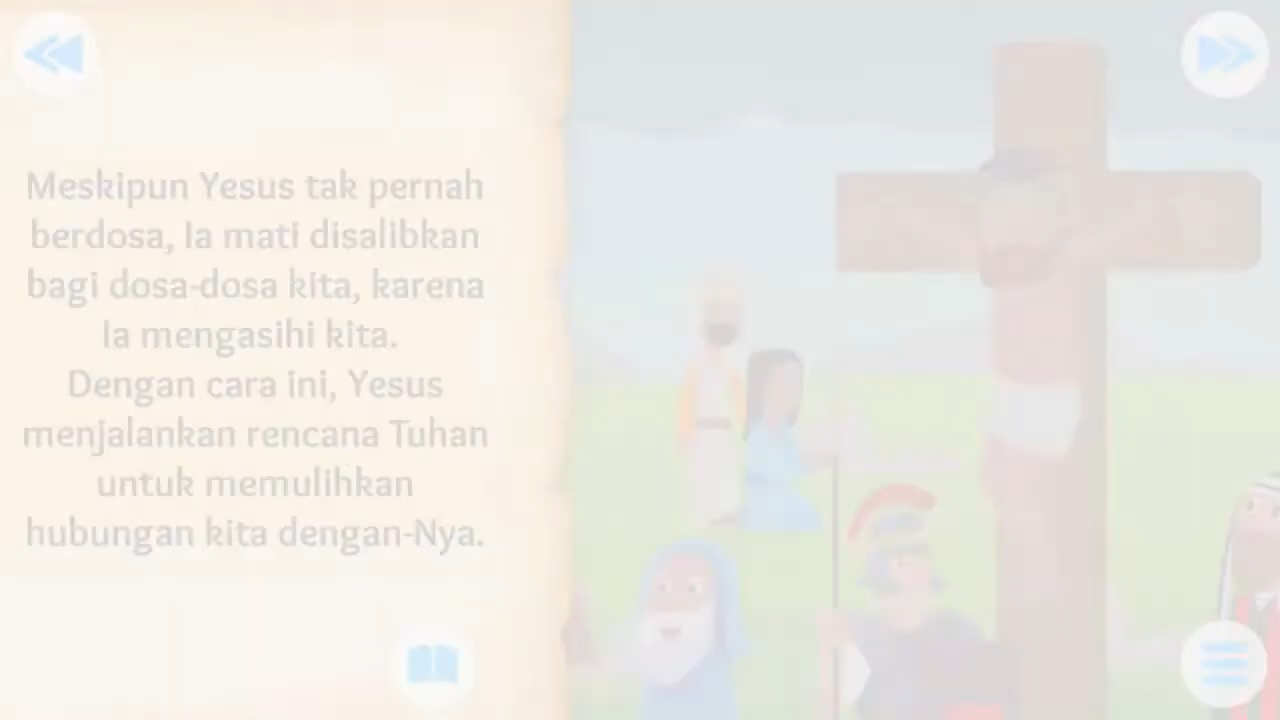 Meskipun Yesus tak pernah
berdosa, Ia mati disalibkan
bagi dosa-dosa kita, karena
Ia mengasihi kita.
Dengan cara ini, Yesus
menjalankan rencana Tuhan
untuk memulihkan
hubungan kita dengan-Nya.